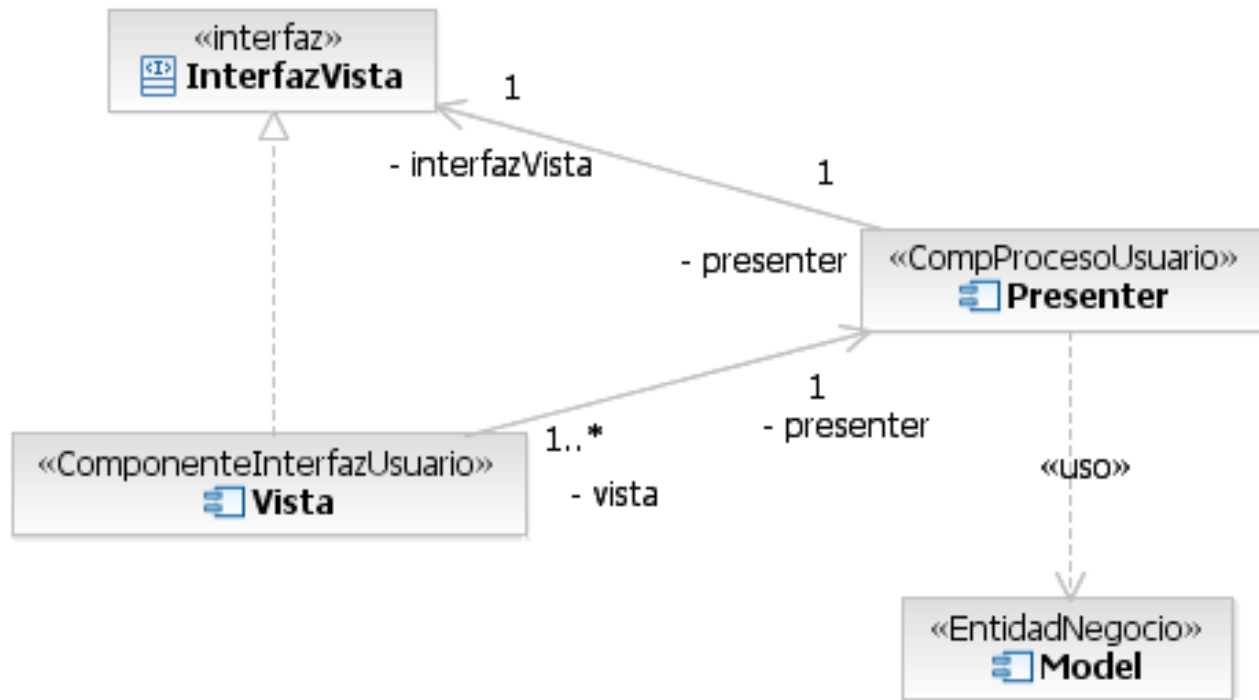 «interfaz»
InterfazVista
1
- interfazVista
1
- presenter
«CompProcesoUsuario»
Presenter
1
- presenter
1..*
- vista
«ComponenteInterfazUsuario»
Vista
«uso»
«EntidadNegocio»
Model